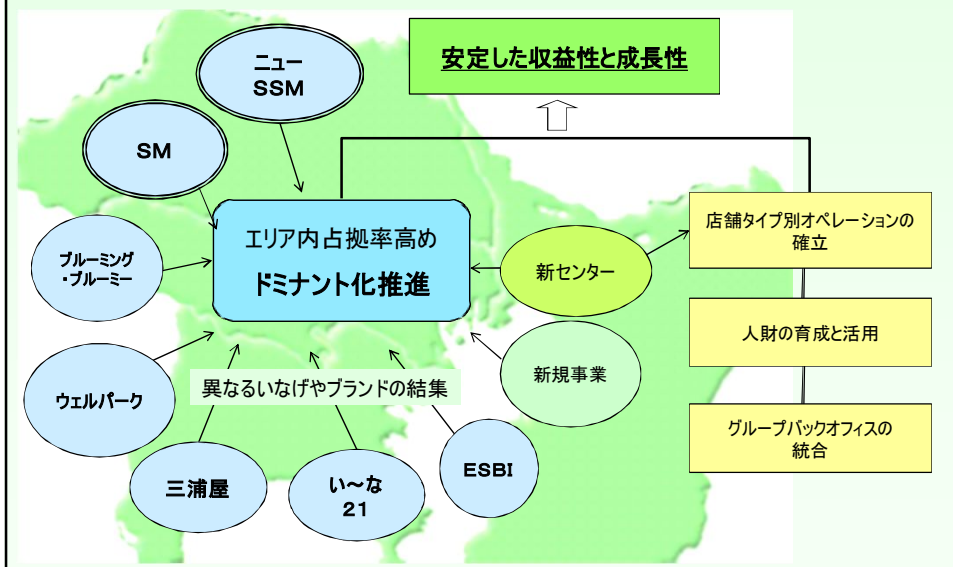 安定した収益性と成長性
ニュー
SSM
SM
エリア内占拠率高め
ドミナント化推進
ブルーミング
・ブルーミー
新センター
店舗タイプ別オペレーションの
確立
人財の育成と活用
グループバックオフィスの
統合
新規事業
異なるいなげやブランドの結集
ウェルパーク
三浦屋
い～な
21
ESBI